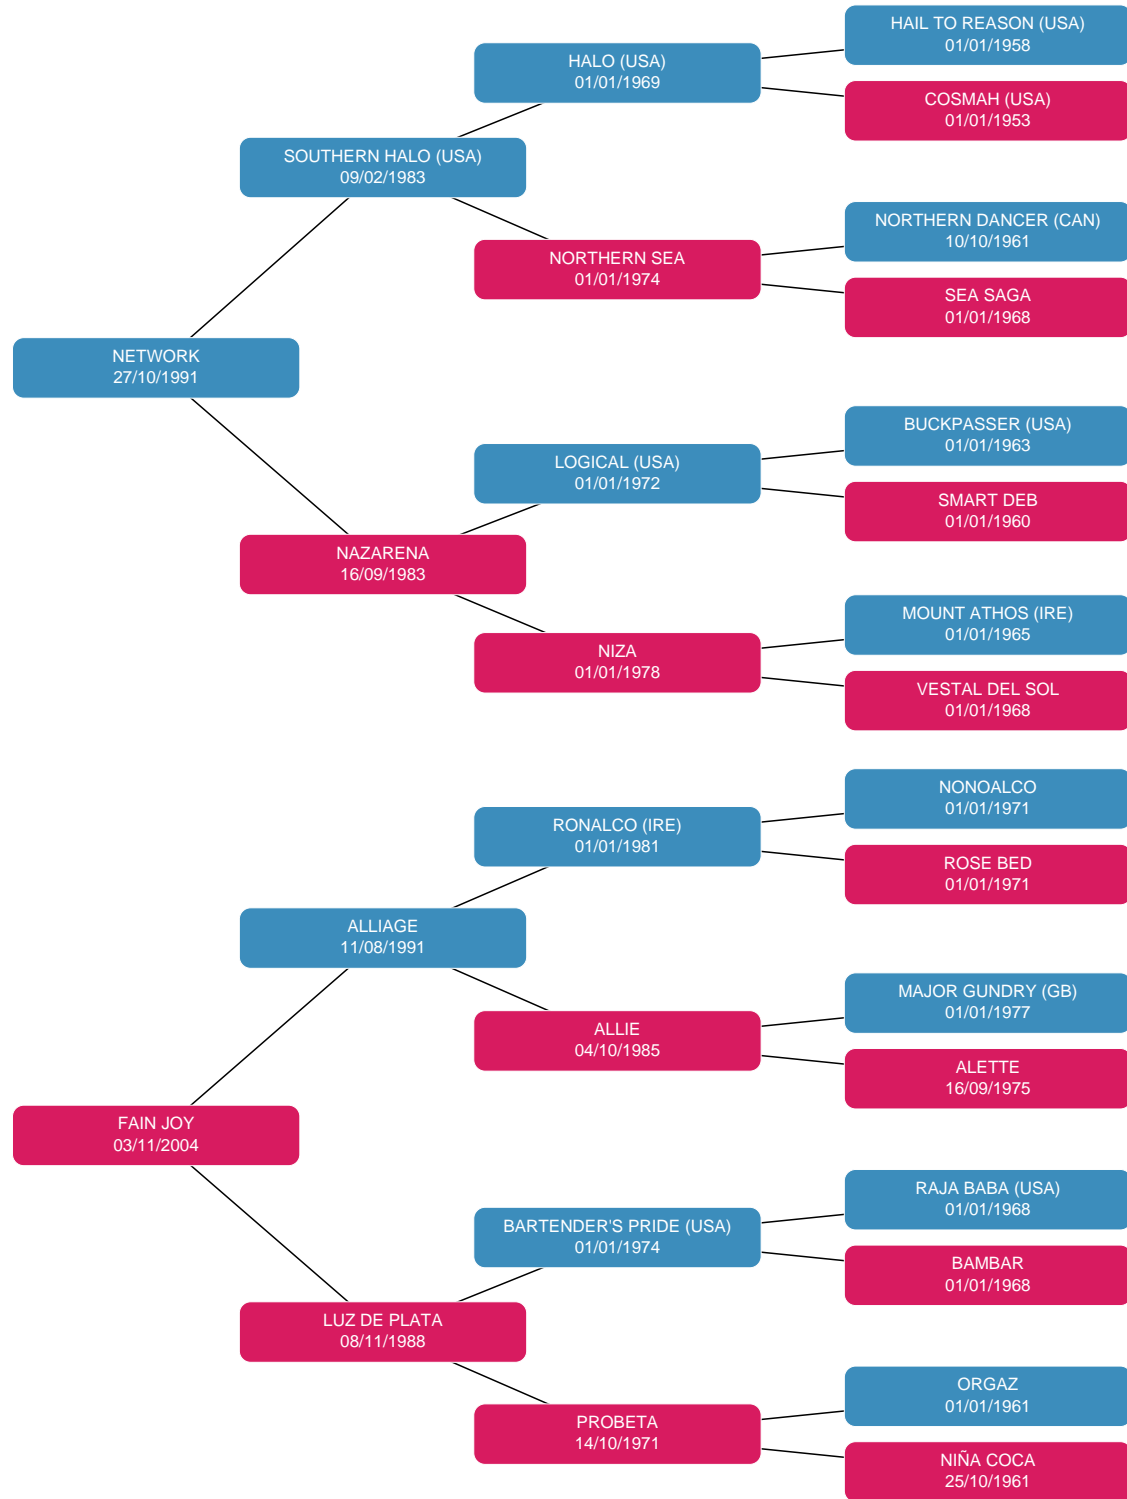 HAIL TO REASON (USA)
01/01/1958
HALO (USA)
01/01/1969
COSMAH (USA)
01/01/1953
SOUTHERN HALO (USA)
09/02/1983
NORTHERN DANCER (CAN)
10/10/1961
NORTHERN SEA
01/01/1974
SEA SAGA
01/01/1968
NETWORK
27/10/1991
BUCKPASSER (USA)
01/01/1963
LOGICAL (USA)
01/01/1972
SMART DEB
01/01/1960
NAZARENA
16/09/1983
MOUNT ATHOS (IRE)
01/01/1965
NIZA
01/01/1978
VESTAL DEL SOL
01/01/1968
NONOALCO
01/01/1971
RONALCO (IRE)
01/01/1981
ROSE BED
01/01/1971
ALLIAGE
11/08/1991
MAJOR GUNDRY (GB)
01/01/1977
ALLIE
04/10/1985
ALETTE
16/09/1975
FAIN JOY
03/11/2004
RAJA BABA (USA)
01/01/1968
BARTENDER'S PRIDE (USA)
01/01/1974
BAMBAR
01/01/1968
LUZ DE PLATA
08/11/1988
ORGAZ
01/01/1961
PROBETA
14/10/1971
NIÑA COCA
25/10/1961